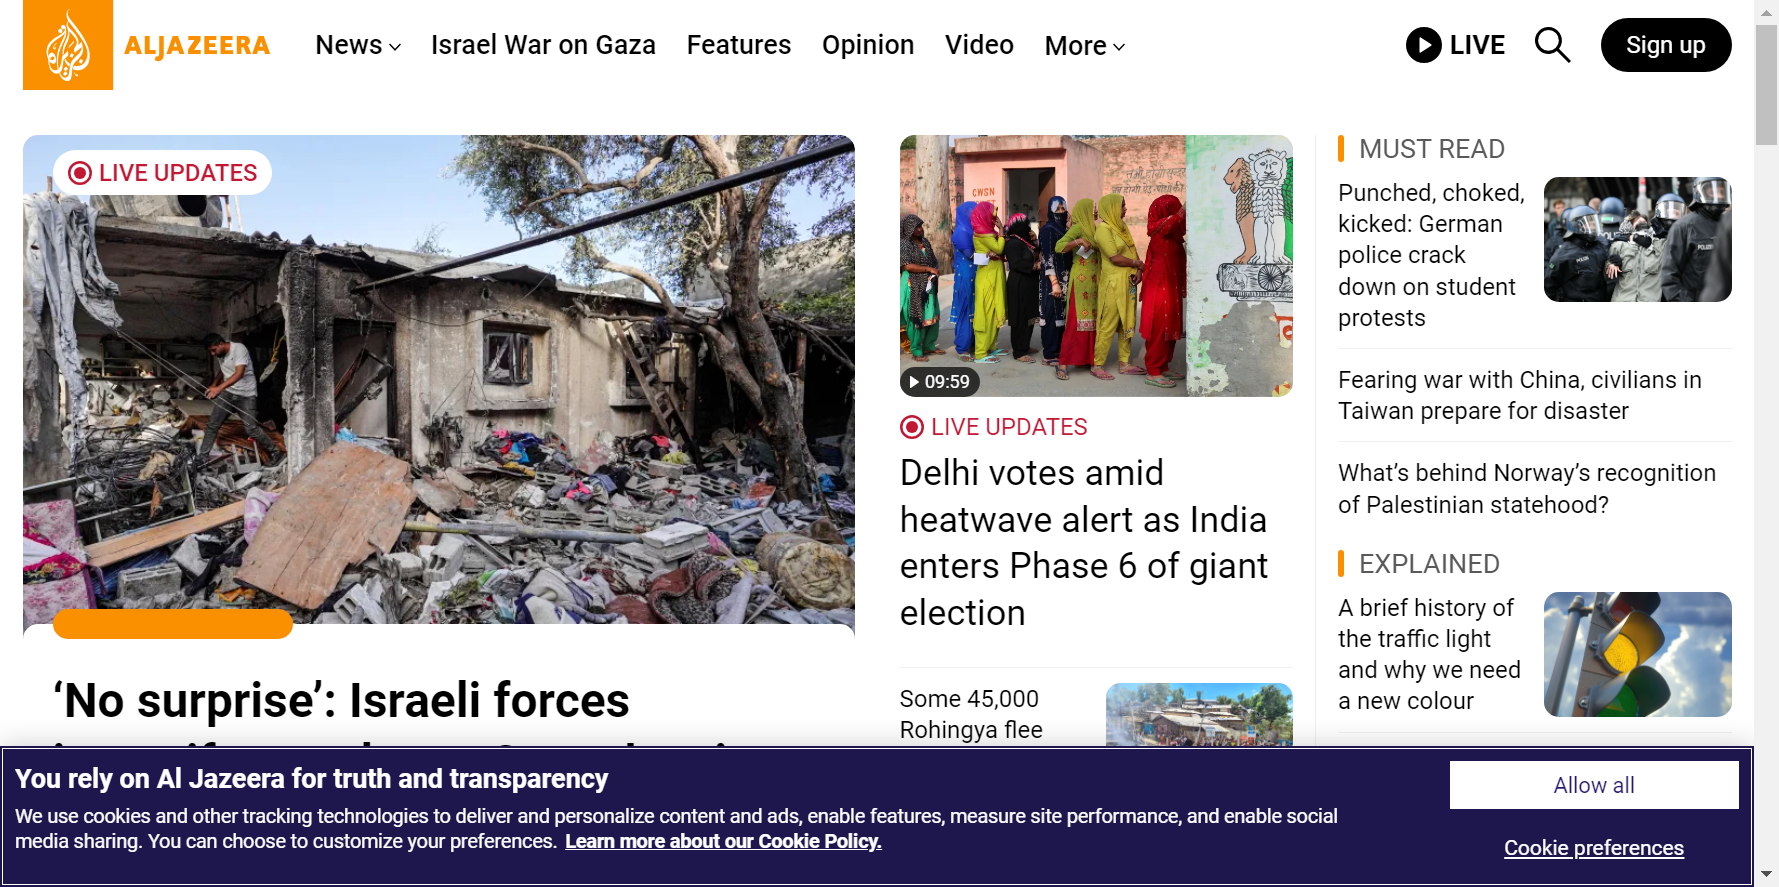 ALJAZEERA
News
Israel War on Gaza
Features
Opinion
Video
More
LIVE
Sign up
LIVE UPDATES
‘No surprise’: Israeli forces
CWSN
09:59
LIVE UPDATES
Delhi votes amid
heatwave alert as India
enters Phase 6 of giant
election
Some 45,000
Rohingya flee
MUST READ
Punched, choked,
kicked: German
police crack
down on student
protests
Fearing war with China, civilians in
Taiwan prepare for disaster
What’s behind Norway’s recognition
of Palestinian statehood?
EXPLAINED
A brief history of
the traffic light
and why we need
a new colour
You rely on Al Jazeera for truth and transparency
We use cookies and other tracking technologies to deliver and personalize content and ads, enable features, measure site performance, and enable social
media sharing. You can choose to customize your preferences. Learn more about our Cookie Policy.
Allow all
Cookie preferences